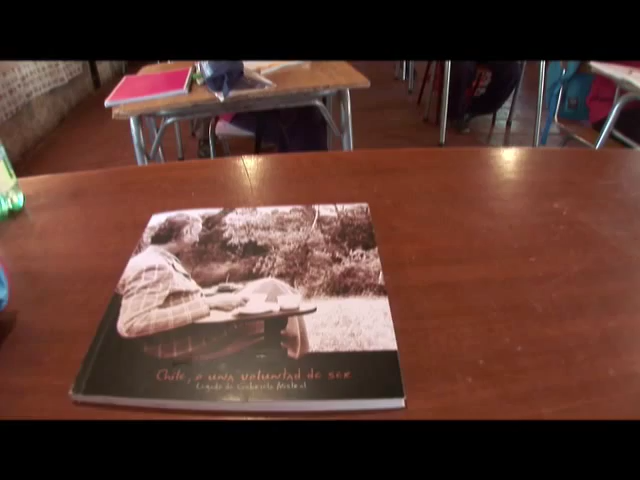 Chile, o una voluntad de ser
Legado de Gabriela Mistral